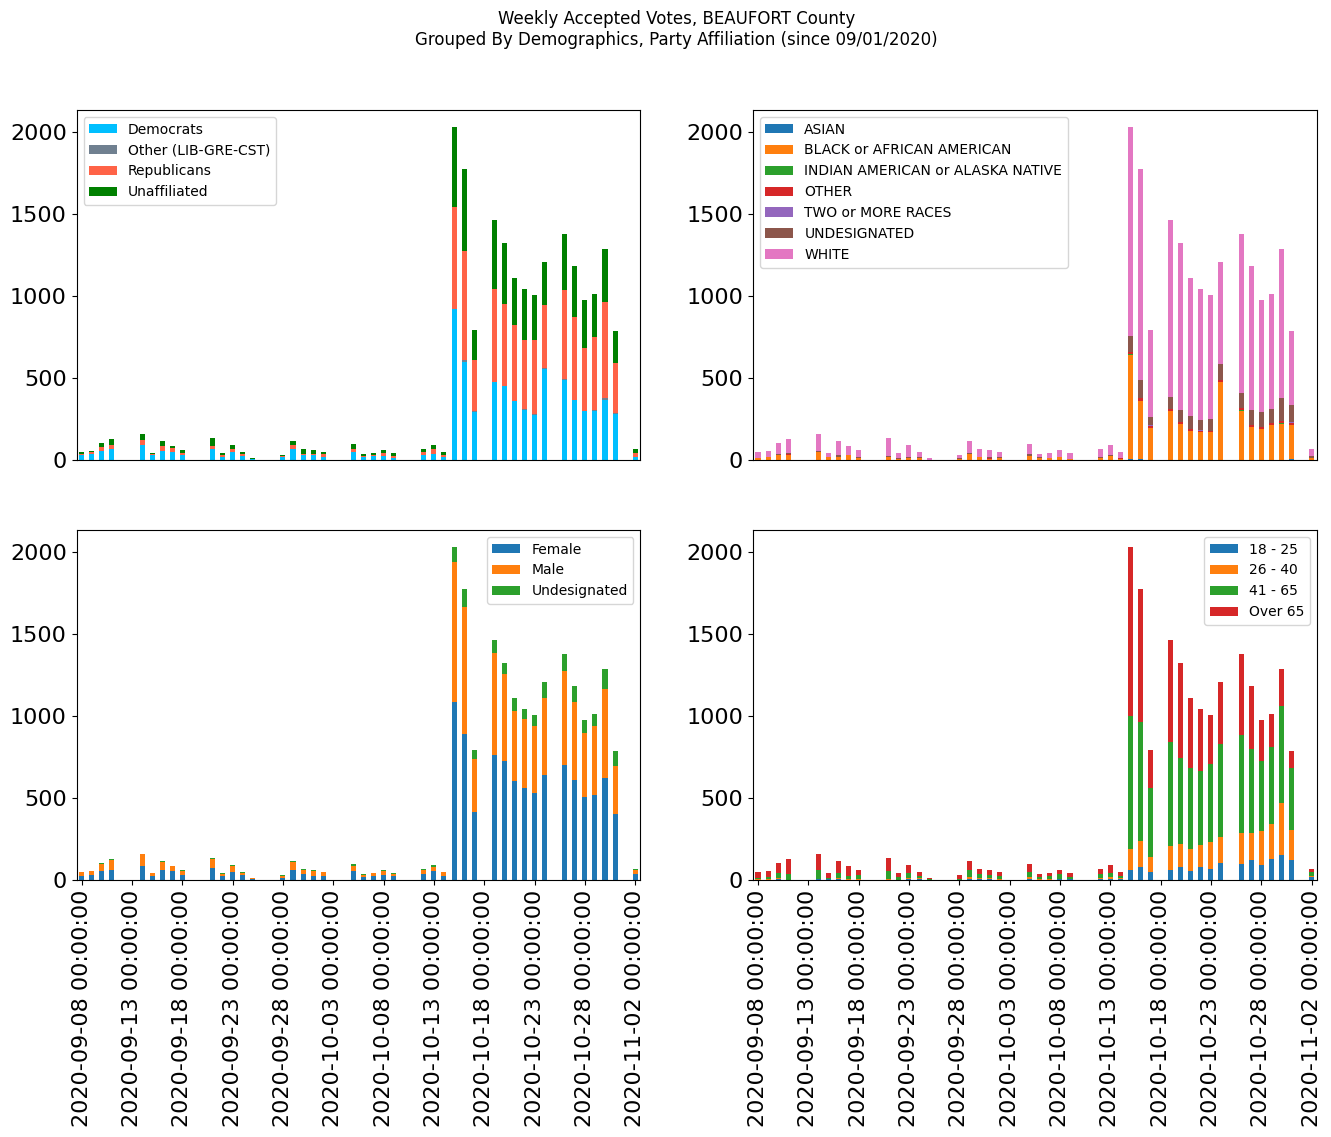 Weekly Accepted Votes, BEAUFORT County
Grouped By Demographics, Party Affiliation (since 09/01/2020)
2000
1500
1000
500
0
Democrats
Other (LIB-GRE-CST)
Republicans
Unaffiliated
2000
1500
1000
500
0
ASIAN
BLACK or AFRICAN AMERICAN
INDIAN AMERICAN or ALASKA NATIVE
OTHER
TWO or MORE RACES
UNDESIGNATED
WHITE
2000
1500
1000
500
0
Female
Male
Undesignated
2020-09-08 00:00:00
2020-09-13 00:00:00
2020-09-18 00:00:00
2020-09-23 00:00:00
2020-09-28 00:00:00
2020-10-03 00:00:00
2020-10-08 00:00:00
2020-10-13 00:00:00
2020-10-18 00:00:00
2020-10-23 00:00:00
2020-10-28 00:00:00
2020-11-02 00:00:00
2000
1500
1000
500
0
18 - 25
26 - 40
41 - 65
Over 65
2020-09-08 00:00:00
2020-09-13 00:00:00
2020-09-18 00:00:00
2020-09-23 00:00:00
2020-09-28 00:00:00
2020-10-03 00:00:00
2020-10-08 00:00:00
2020-10-13 00:00:00
2020-10-18 00:00:00
2020-10-23 00:00:00
2020-10-28 00:00:00
2020-11-02 00:00:00